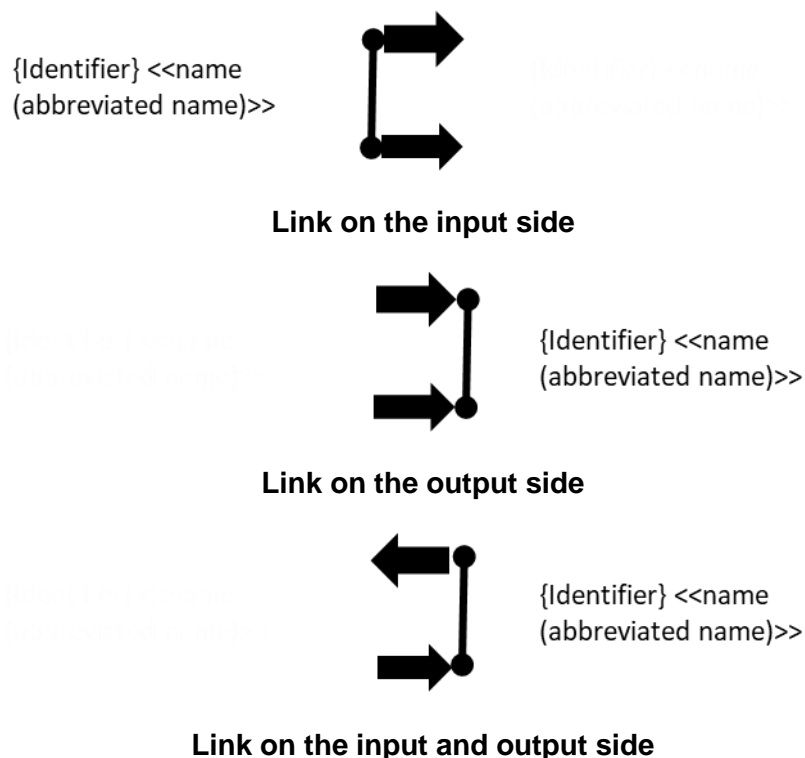 {Identifier} <<name
(abbreviated name)>>
Link on the input side
{Identifier} <<name
(abbreviated name)>>
Link on the output side
{Identifier} <<name
(abbreviated name)>>
Link on the input and output side